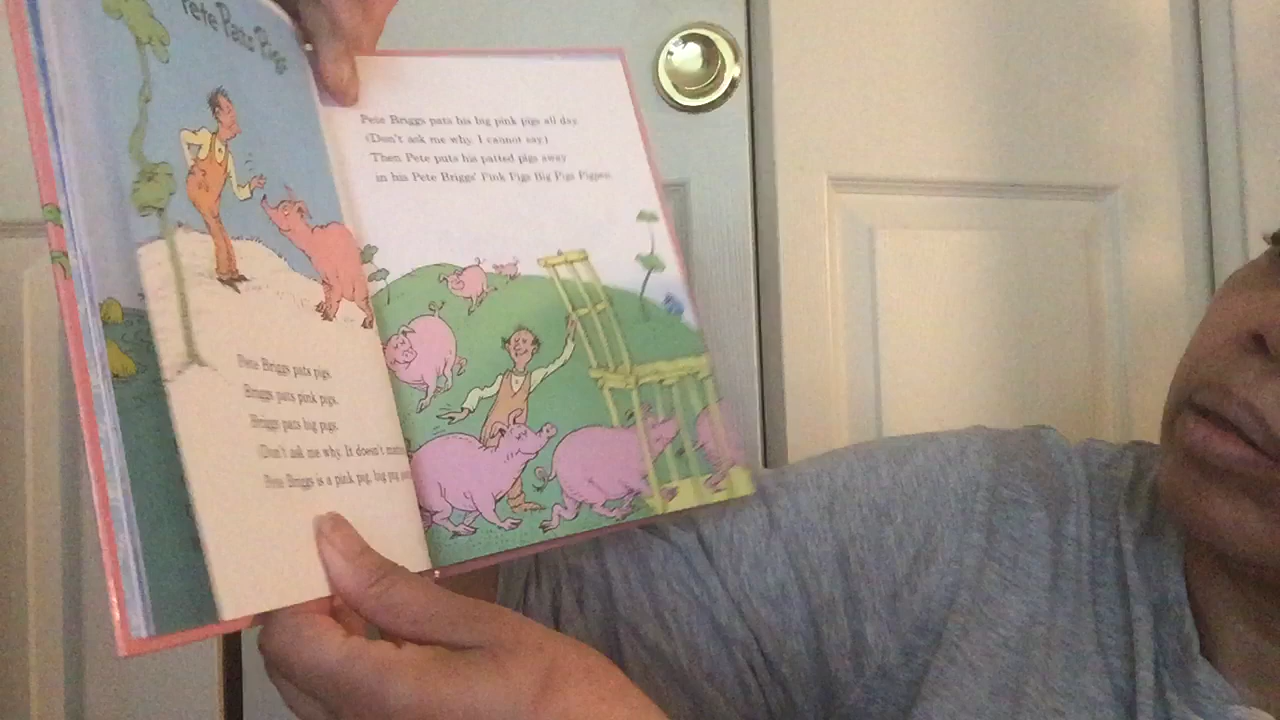 Pete Pats Pigs
Pete Briggs pats pigs.
Briggs pats pink pigs.
Briggs pats big pigs.
(Don't ask me why. It doesn't
Pete Briggs is a pink pig, big pig
Pete Briggs pats his big pink pigs all day.
(Don't ask me why. I cannot say.)
Then Pete puts his patted pigs away
in his Pete Briggs' Pink Pigs Big Pigs Pigpen.